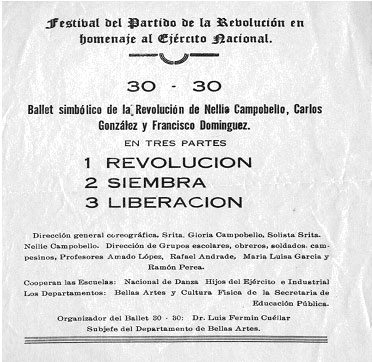 Festival del Partido de la Revolución en
homenaje al Ejército Nacional.
30 - 30
Ballet simbólico de la Revolución de Nellie Campobello, Carlos
González y Francisco Domínguez.
EN TRES PARTES
1 REVOLUCION
2 SIEMBRA
3 LIBERACION
Dirección general coreográfica, Srita. Gloria Campobello, Solista Srita.
Nellie Campobello. Dirección de Grupos escolares, obreros, soldados, cam-
pesinos, Profesores Amado López, Rafael Andrade, Maria Luisa Garcia y
Ramón Perea.
Cooperan las Escuelas: Nacional de Danza Hijos del Ejército e Industrial
Los Departamentos: Bellas Artes y Cultura Física de la Secretaría de
Educación Pública.
Organizador del Ballet 30 - 30: Dr. Luis Fermín Cuéllar
Subjefe del Departamento de Bellas Artes.